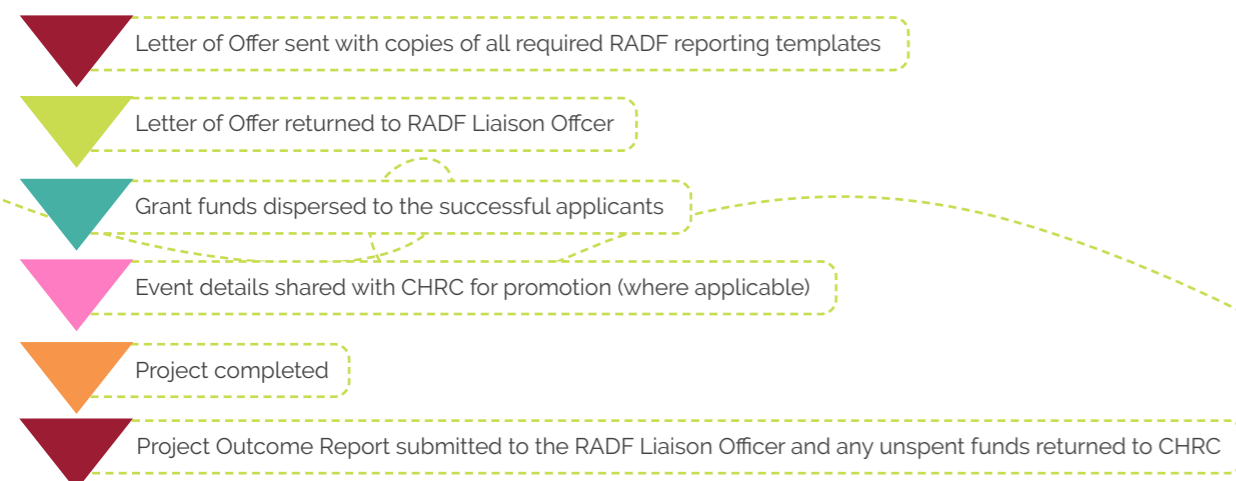 Letter of Offer sent with copies of all required RADF reporting templates
Letter of Offer returned to RADF Liaison Offcer
Grant funds dispersed to the successful applicants
Event details shared with CHRC for promotion (where applicable)
Project completed
Project Outcome Report submitted to the RADF Liaison Officer and any unspent funds returned to CHRC